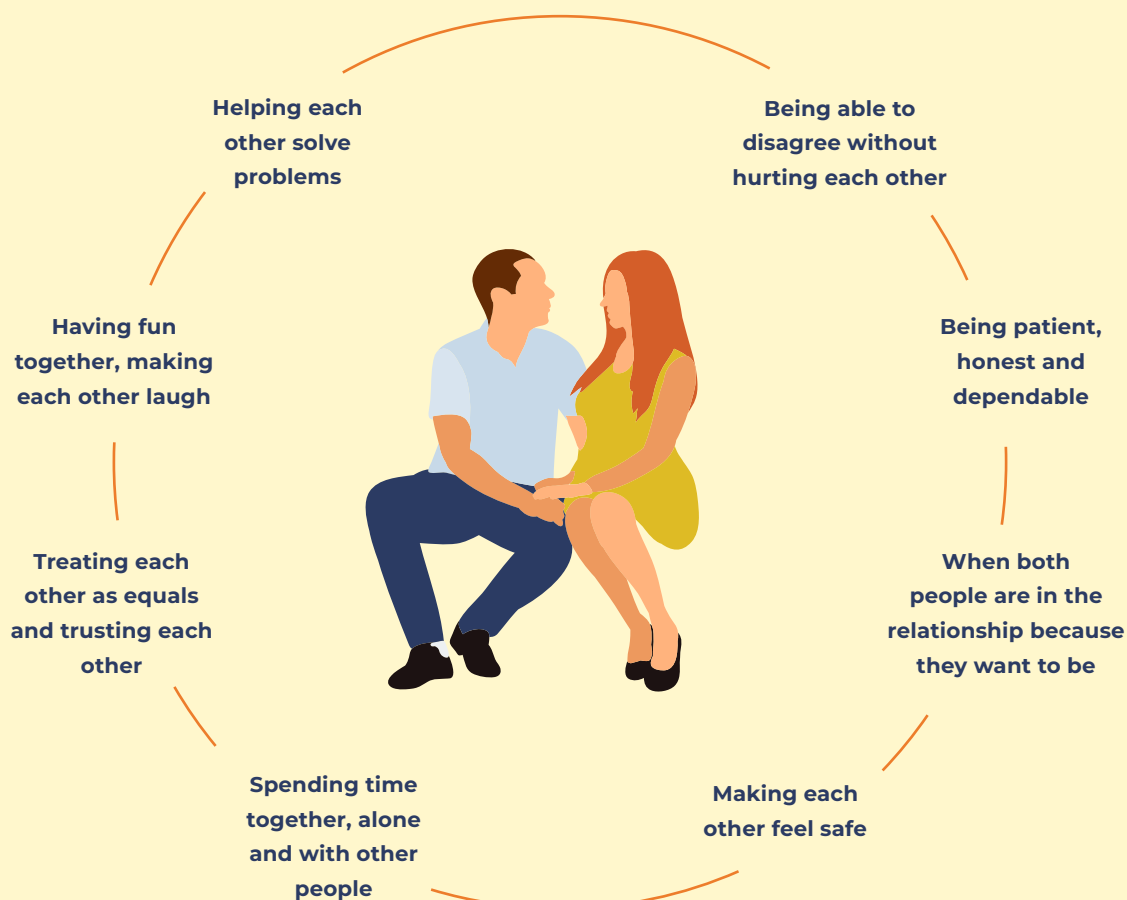 Helping each
other solve
problems
Being able to
disagree without
hurting each other
Having fun
together, making
each other laugh
Being patient,
honest and
dependable
Treating each
other as equals
and trusting each
other
When both
people are in the
relationship because
they want to be
Spending time
together, alone
and with other
people
Making each
other feel safe